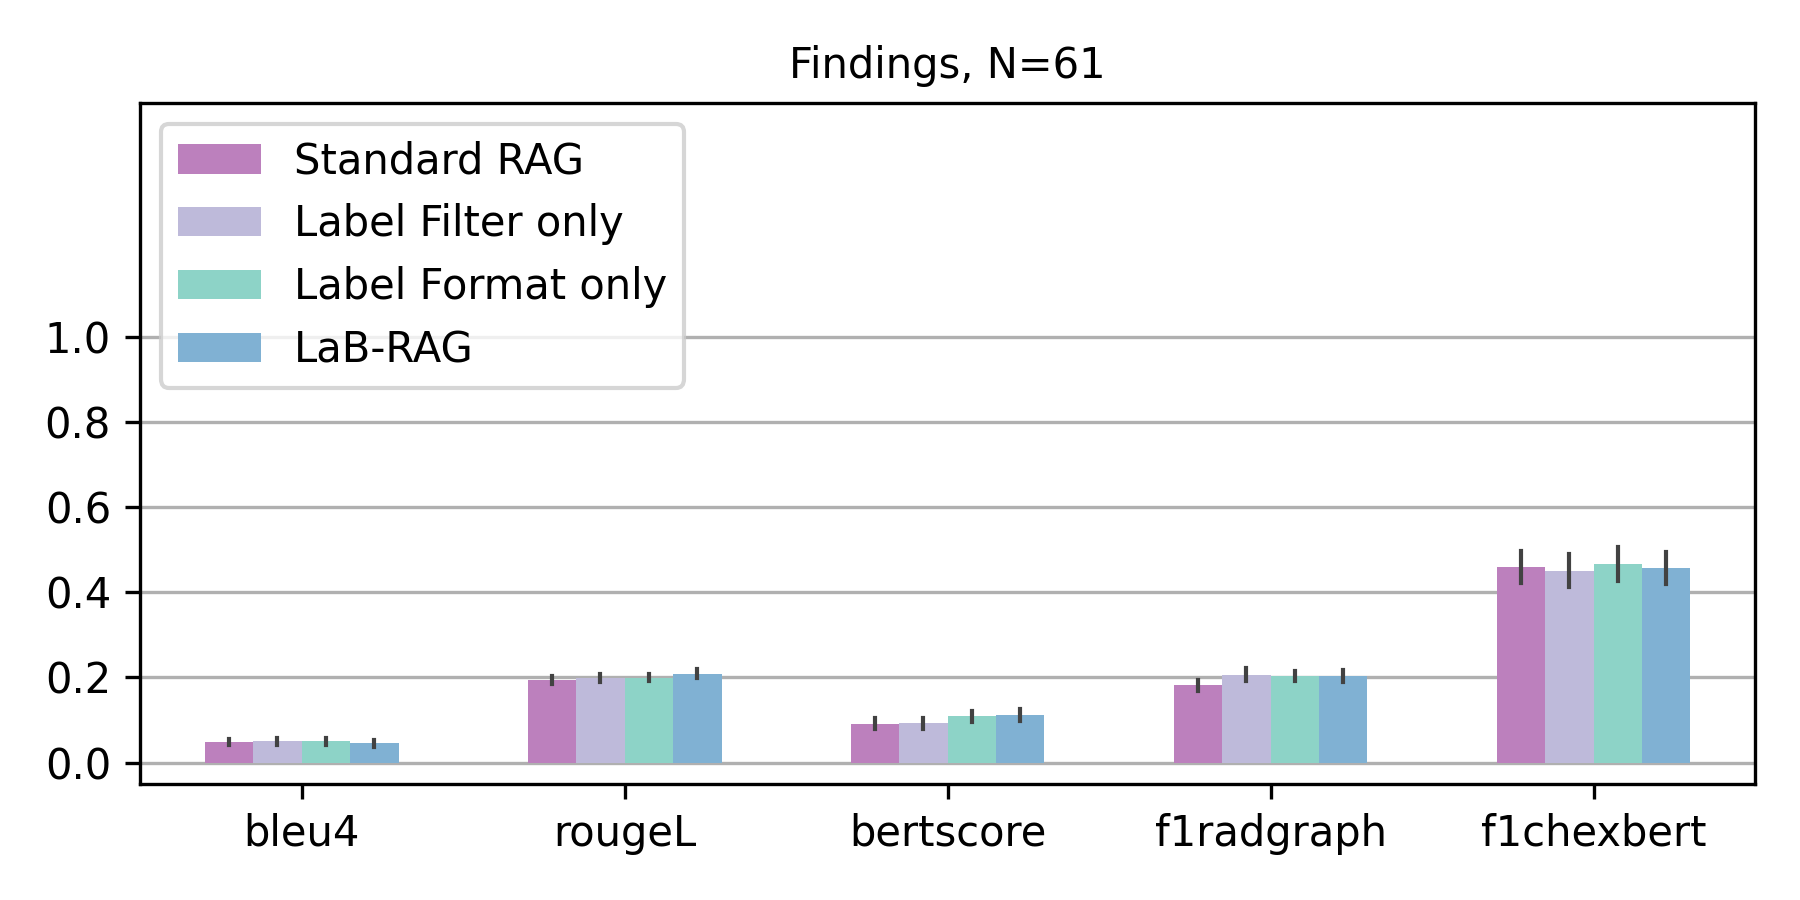 Findings, N=61
Standard RAG
Label Filter only
Label Format only
LaB-RAG
1.0
0.8
0.6
0.4
0.2
0.0
bleu4 rougeL bertscore f1radgraph f1chexbert